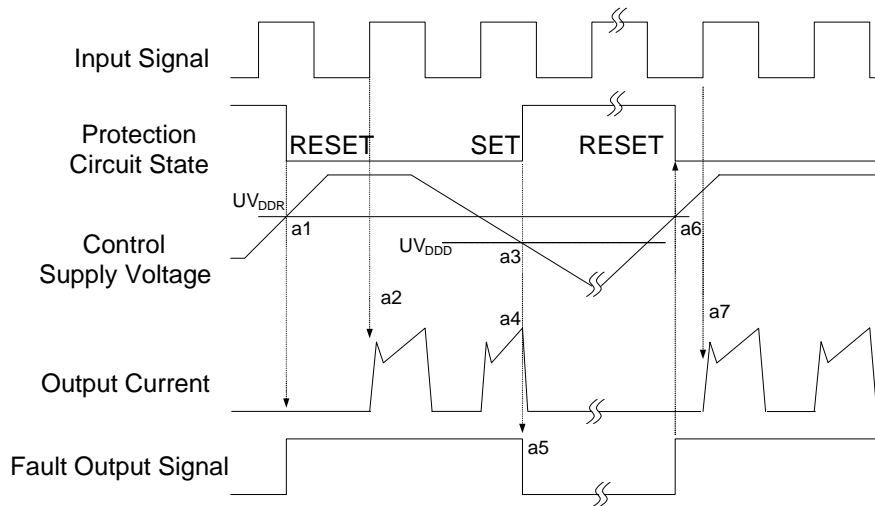 Input Signal
Protection
Circuit State
RESET
SET
RESET
UVDDR
a1
a6
Control
Supply Voltage
UVDDD
a3
a2
a4
a7
Output Current
a5
Fault Output Signal